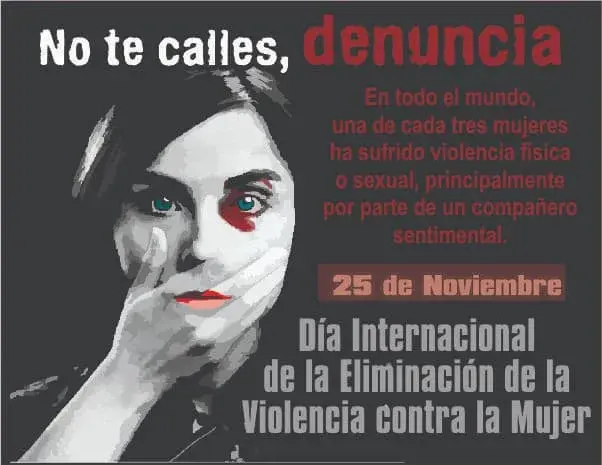 No te calles, denuncia
En todo el mundo,
una de cada tres mujeres
ha sufrido violencia física
o sexual, principalmente
por parte de un compañero
sentimental.
25 de Noviembre
Día Internacional
de la Eliminación de la
Violencia contra la Mujer